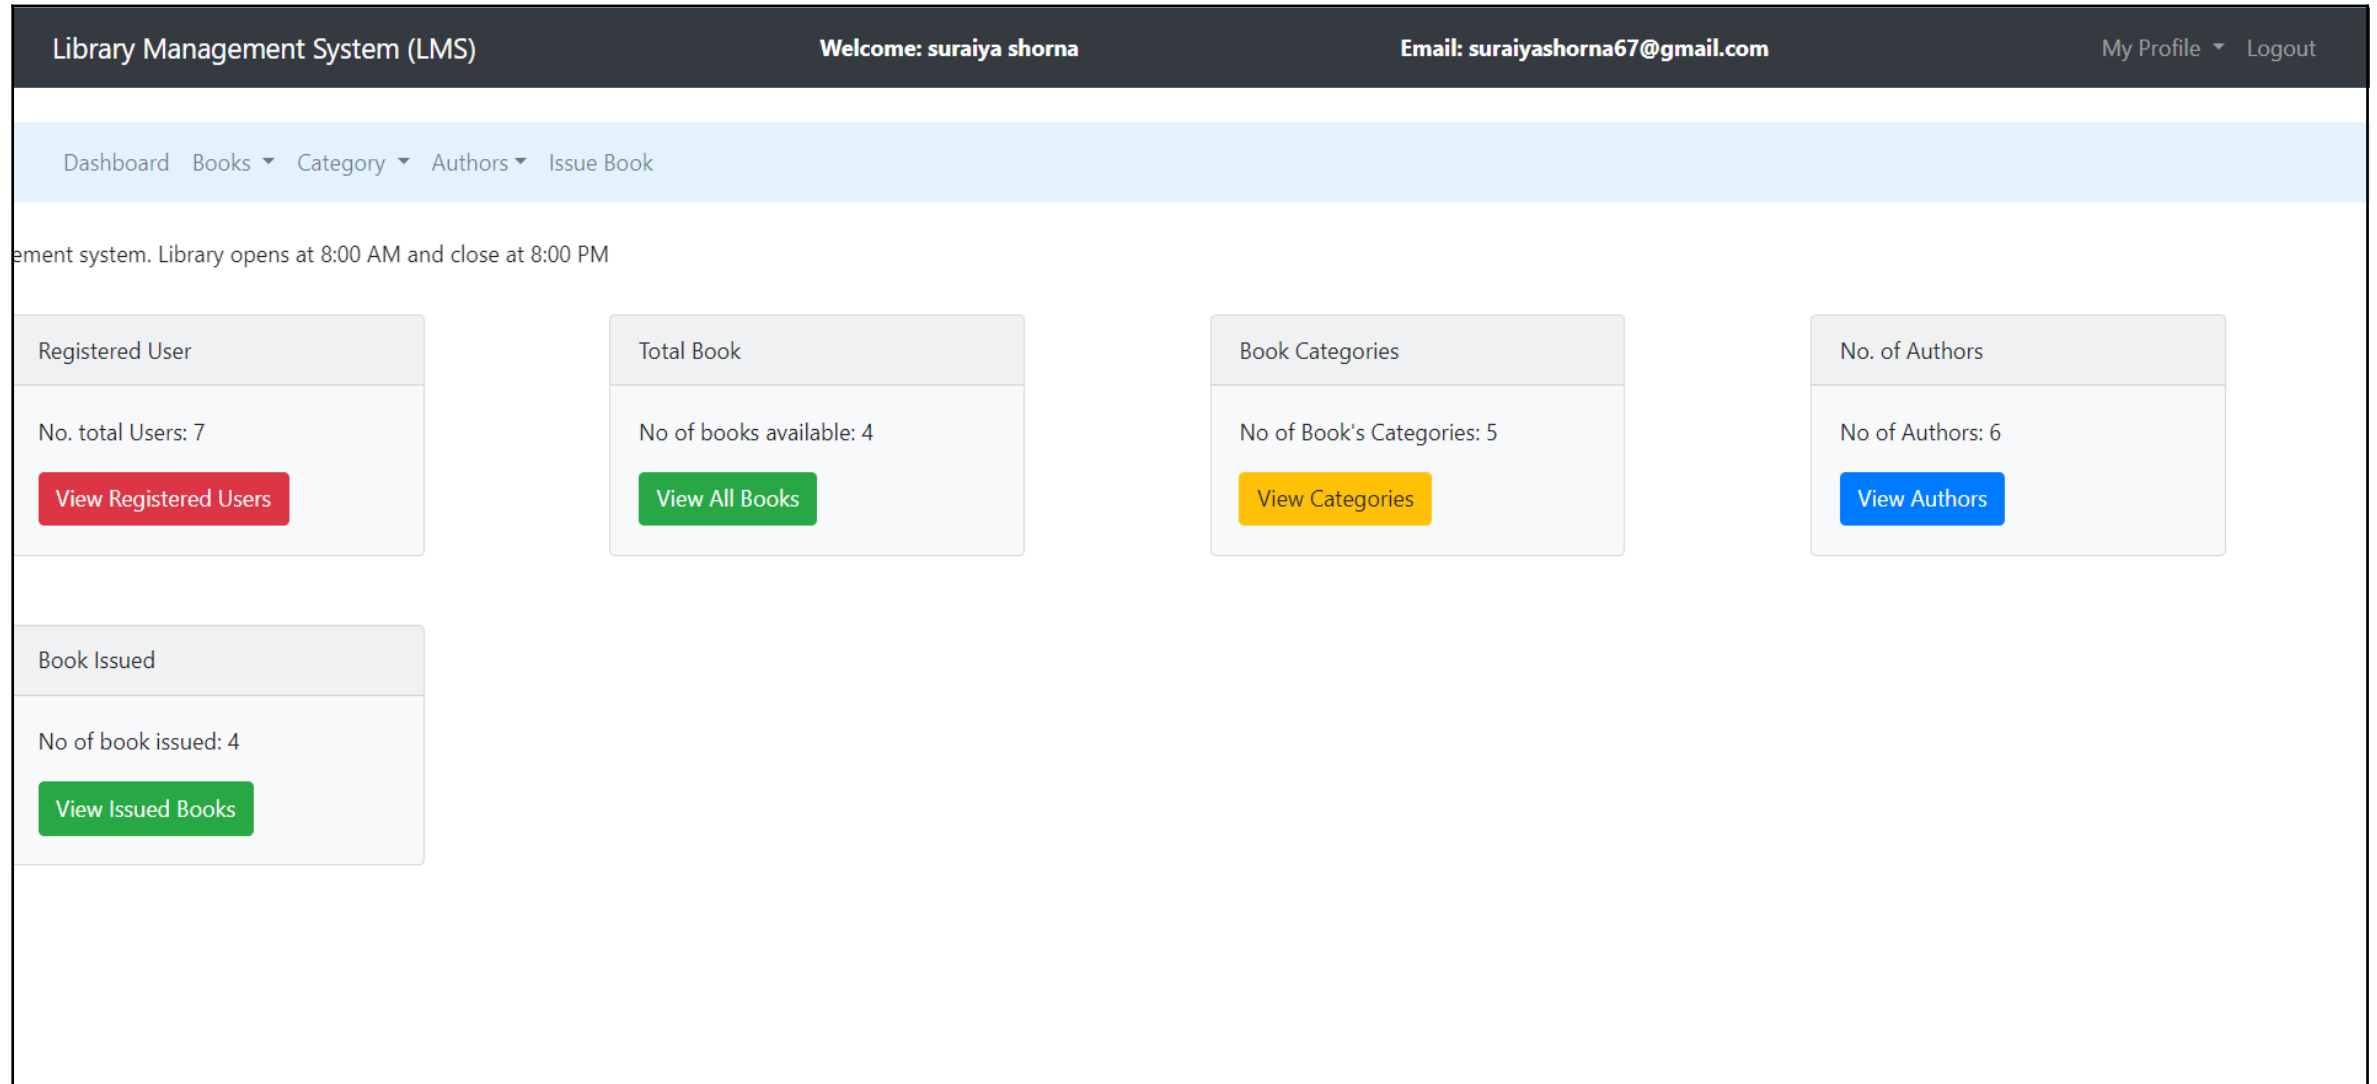 Library Management System (LMS) Welcome: suraiya shorna Email: suraiyashorna67@gmail.com My Profile Logout
Dashboard Books Category Authors Issue Book
ement system. Library opens at 8:00 AM and close at 8:00 PM
Registered User
No. total Users: 7
View Registered Users
Total Book
No of books available: 4
View All Books
Book Categories
No of Book's Categories: 5
View Categories
No. of Authors
No of Authors: 6
View Authors
Book Issued
No of book issued: 4
View Issued Books